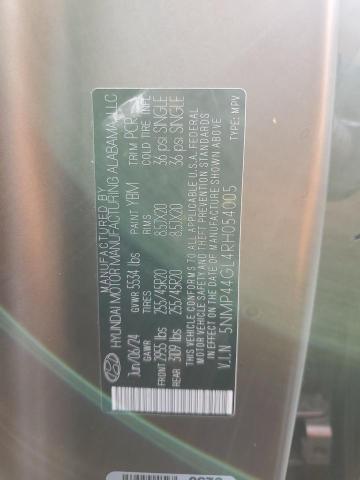 MANUFACTURED BY
HYUNDAI MOTOR MANUFACTURING ALABAMA, LLC
Jun/06/24 GVWR 5534 lbs PAINT YBM TRIM PCP
GAWR TIRES RIMS COLD TIRE INFL
FRONT 2955 lbs 255/45R20 8.5JX20 36 psi SINGLE
REAR 3109 lbs 255/45R20 8.5JX20 36 psi SINGLE
THIS VEHICLE CONFORMS TO ALL APPLICABLE U.S.A. FEDERAL
MOTOR VEHICLE SAFETY AND THEFT PREVENTION STANDARDS
IN EFFECT ON THE DATE OF MANUFACTURE SHOWN ABOVE.
V.I.N 5NMP44GL4RH054005 TYPE: MPV